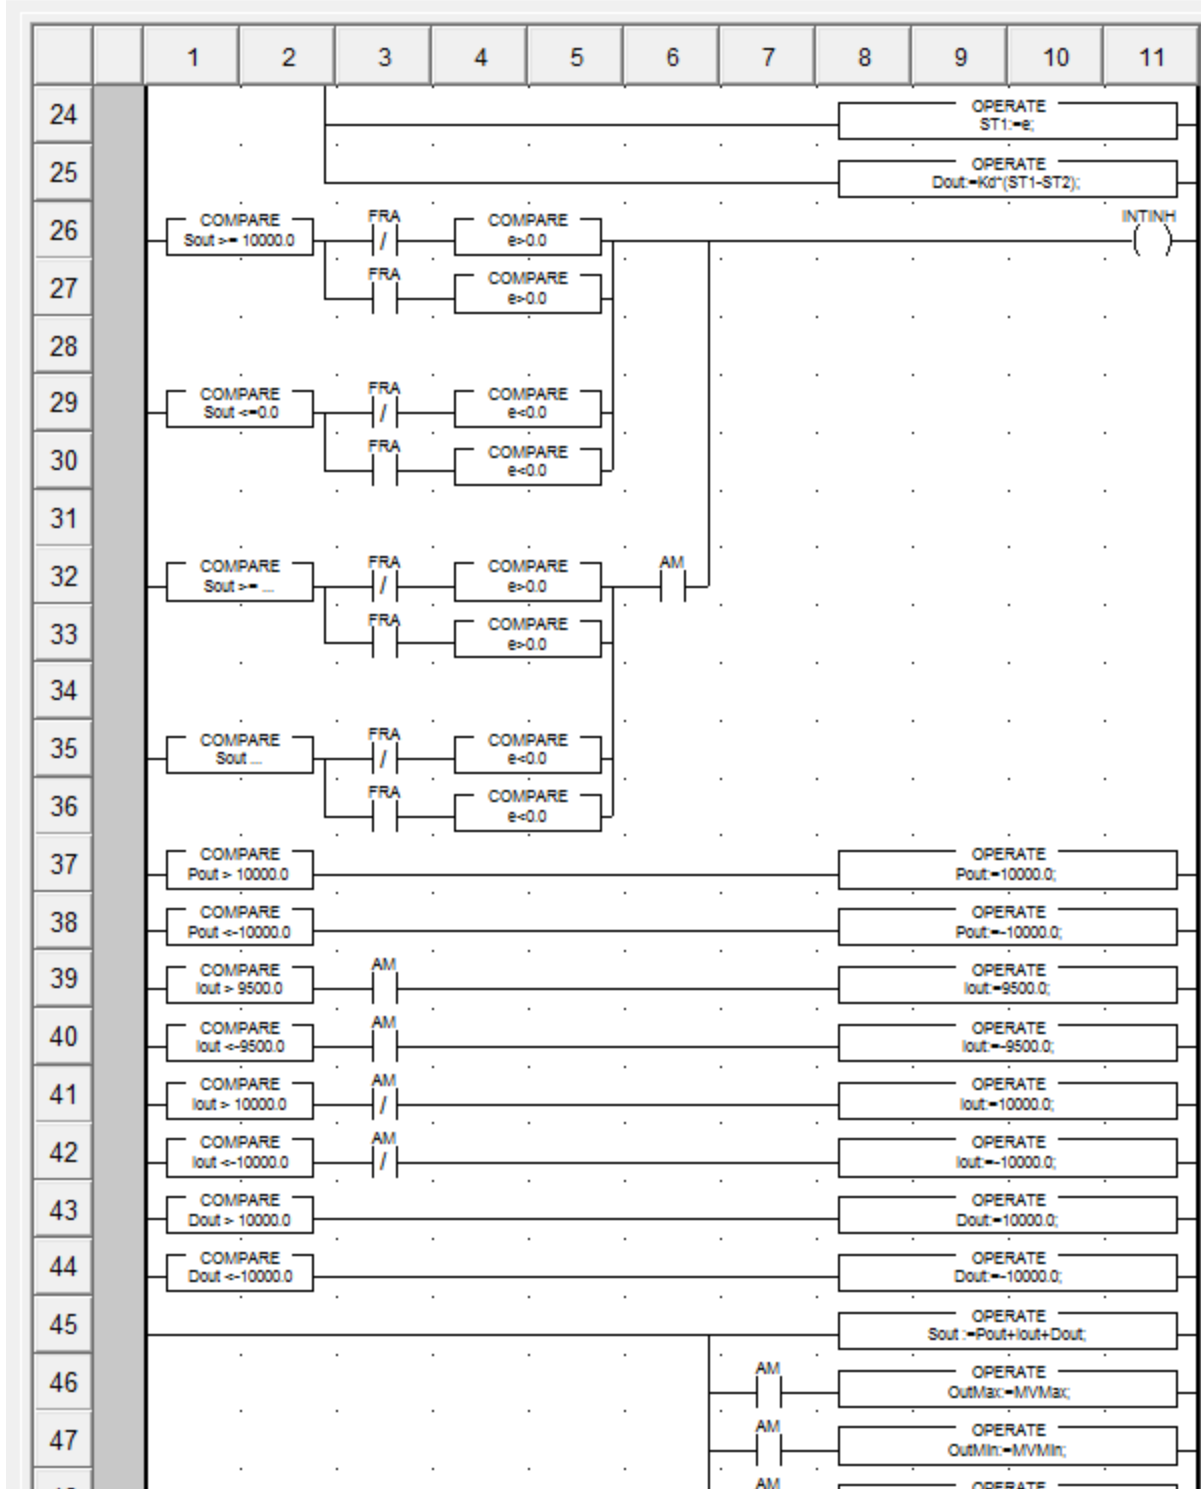 1 2 3 4 5 6 7 8 9 10 11
24
OPERATE
ST1:=e;
25
OPERATE
Dout:=Kd*(ST1-ST2);
26
COMPARE
Sout >= 10000.0
FRA
/
COMPARE
e>0.0
INTINH
27
FRA
COMPARE
e>0.0
28
29
COMPARE
Sout <=0.0
FRA
/
COMPARE
e<0.0
30
FRA
COMPARE
e<0.0
31
32
COMPARE
Sout >= ...
FRA
/
COMPARE
e>0.0
AM
33
FRA
COMPARE
e>0.0
34
35
COMPARE
Sout ...
FRA
/
COMPARE
e<0.0
36
FRA
COMPARE
e<0.0
37
COMPARE
Pout > 10000.0
OPERATE
Pout:=10000.0;
38
COMPARE
Pout <-10000.0
OPERATE
Pout:=-10000.0;
39
COMPARE
Iout > 9500.0
AM
OPERATE
Iout:=9500.0;
40
COMPARE
Iout <-9500.0
AM
OPERATE
Iout:=-9500.0;
41
COMPARE
Iout > 10000.0
AM
/
OPERATE
Iout:=10000.0;
42
COMPARE
Iout <-10000.0
AM
/
OPERATE
Iout:=-10000.0;
43
COMPARE
Dout > 10000.0
OPERATE
Dout:=10000.0;
44
COMPARE
Dout <-10000.0
OPERATE
Dout:=-10000.0;
45
OPERATE
Sout :=Pout+Iout+Dout;
46
AM
OPERATE
OutMax:=MVMax;
47
AM
OPERATE
OutMin:=MVMin;
AM
OPERATE